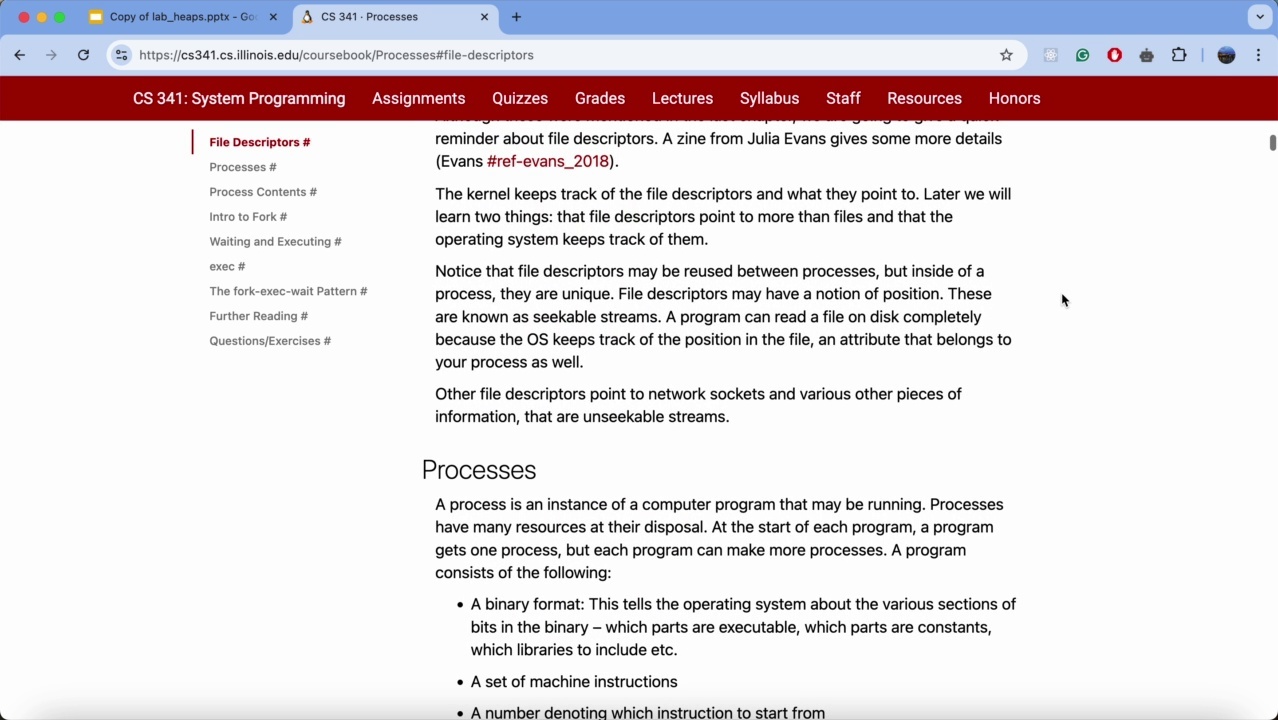 Copy of lab_heaps.pptx - Goo
CS 341 · Processes
https://cs341.cs.illinois.edu/coursebook/Processes#file-descriptors
CS 341: System Programming Assignments Quizzes Grades Lectures Syllabus Staff Resources Honors
File Descriptors #
Processes #
Process Contents #
Intro to Fork #
Waiting and Executing #
exec #
The fork-exec-wait Pattern #
Further Reading #
Questions/Exercises #
reminder about file descriptors. A zine from Julia Evans gives some more details
(Evans #ref-evans_2018).
The kernel keeps track of the file descriptors and what they point to. Later we will
learn two things: that file descriptors point to more than files and that the
operating system keeps track of them.
Notice that file descriptors may be reused between processes, but inside of a
process, they are unique. File descriptors may have a notion of position. These
are known as seekable streams. A program can read a file on disk completely
because the OS keeps track of the position in the file, an attribute that belongs to
your process as well.
Other file descriptors point to network sockets and various other pieces of
information, that are unseekable streams.
Processes
A process is an instance of a computer program that may be running. Processes
have many resources at their disposal. At the start of each program, a program
gets one process, but each program can make more processes. A program
consists of the following:
• A binary format: This tells the operating system about the various sections of
bits in the binary – which parts are executable, which parts are constants,
which libraries to include etc.
• A set of machine instructions
• A number denoting which instruction to start from